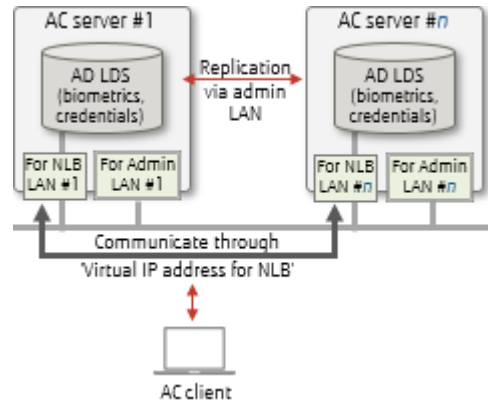 AC server #1
AC server #n
AD LDS
(biometrics,
credentials)
Replication
via admin
LAN
AD LDS
(biometrics,
credentials)
For NLB
LAN #1
For Admin
LAN #1
For NLB
LAN #n
For Admin
LAN #n
Communicate through
'Virtual IP address for NLB'
AC client